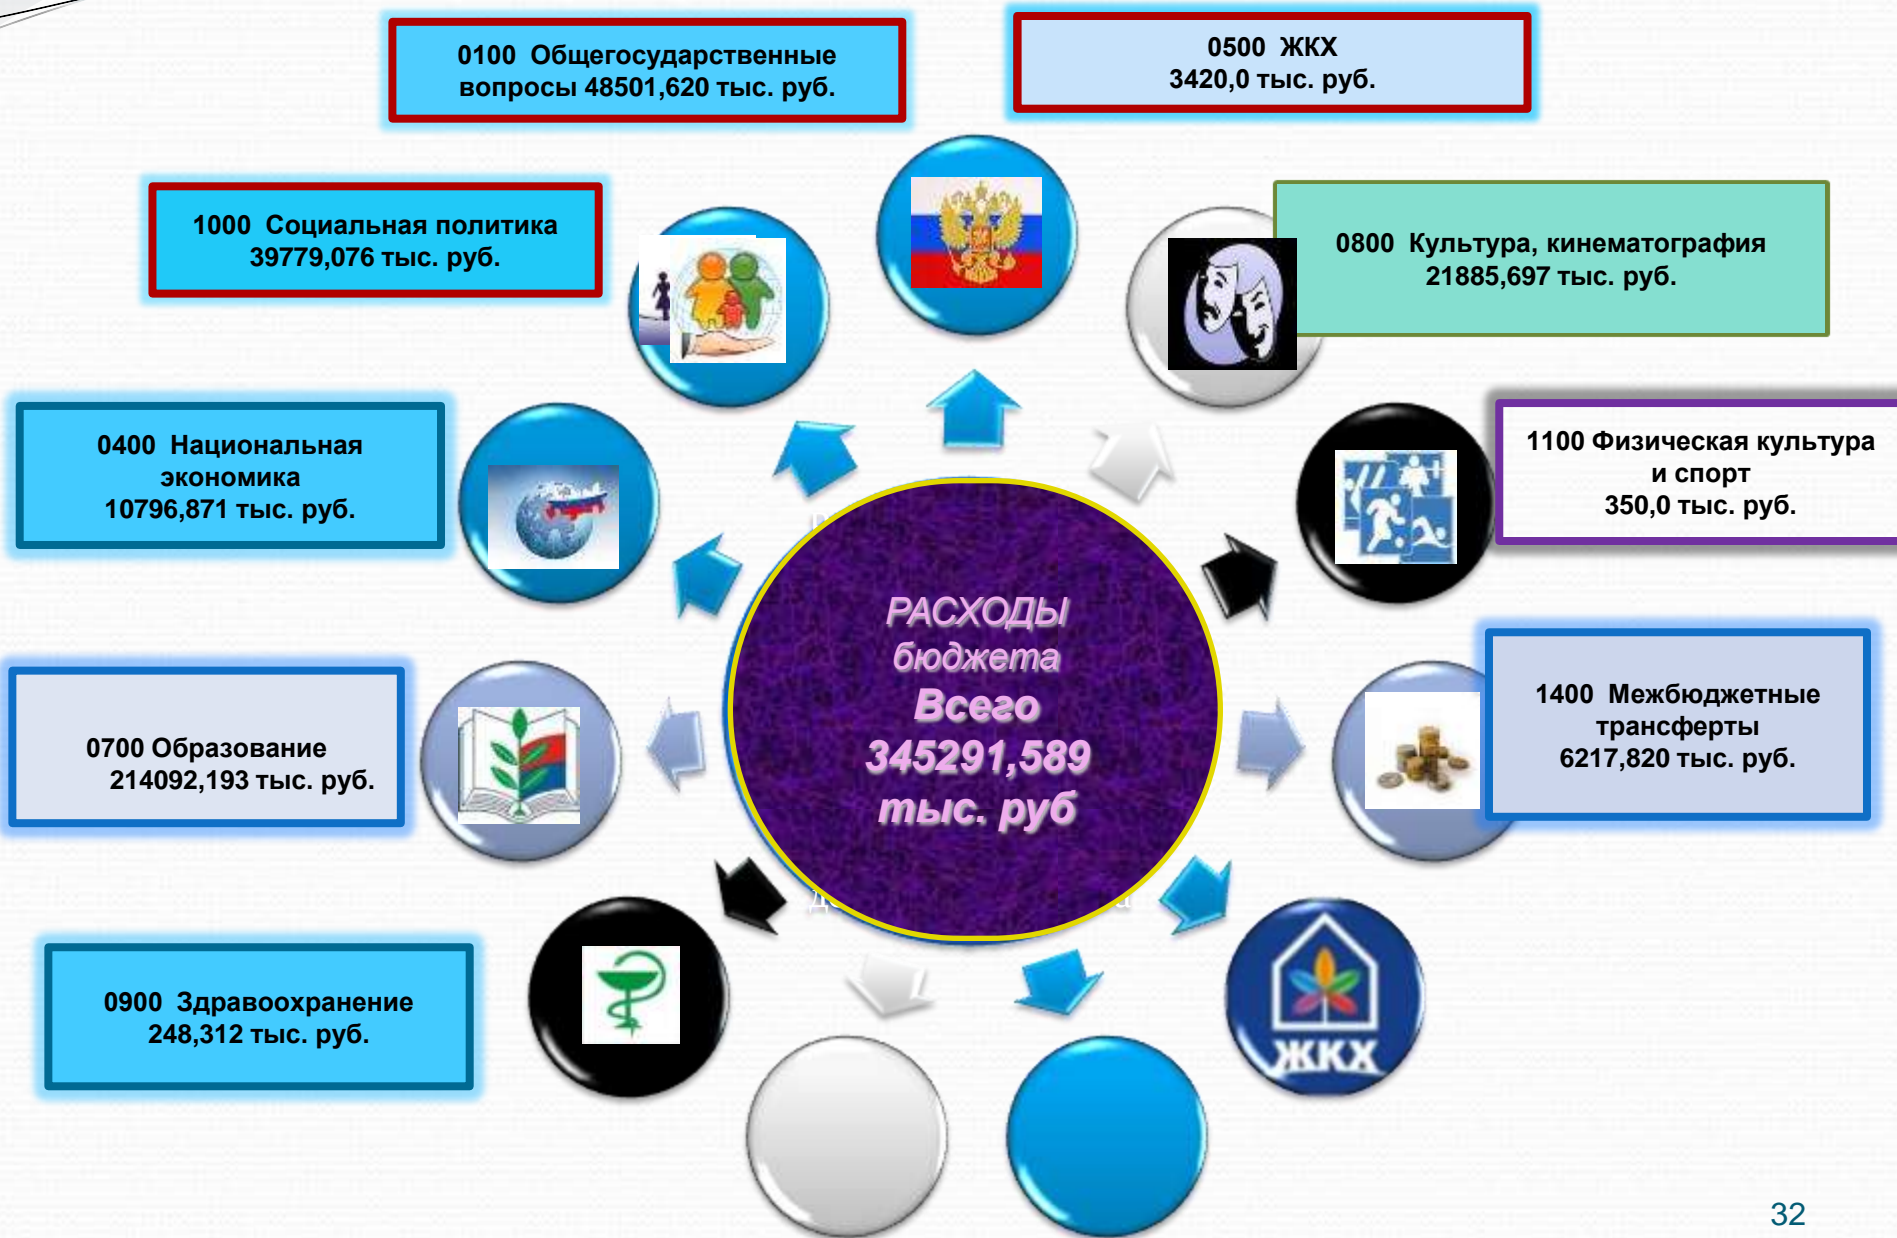 0100 Общегосударственные
вопросы 48501,620 тыс. руб.
0500 ЖКХ
3420,0 тыс. руб.
1000 Социальная политика
39779,076 тыс. руб.
0800 Культура, кинематография
21885,697 тыс. руб.
0400 Национальная
экономика
10796,871 тыс. руб.
1100 Физическая культура
и спорт
350,0 тыс. руб.
РАСХОДЫ
бюджета
Всего
345291,589
тыс. руб
0700 Образование
214092,193 тыс. руб.
1400 Межбюджетные
трансферты
6217,820 тыс. руб.
0900 Здравоохранение
248,312 тыс. руб.
ЖКХ
32